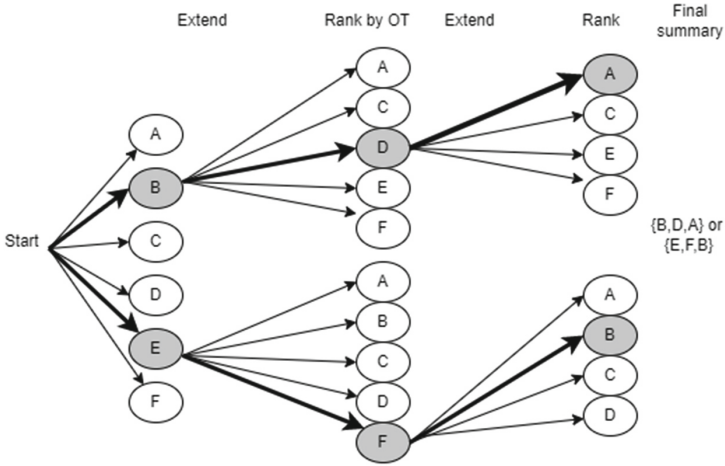 Extend
Rank by OT
Extend
Rank
Final
summary
Start
A
B
C
D
E
F
A
C
D
E
F
A
B
C
D
F
A
C
E
F
A
B
C
D
{B,D,A} or
{E,F,B}